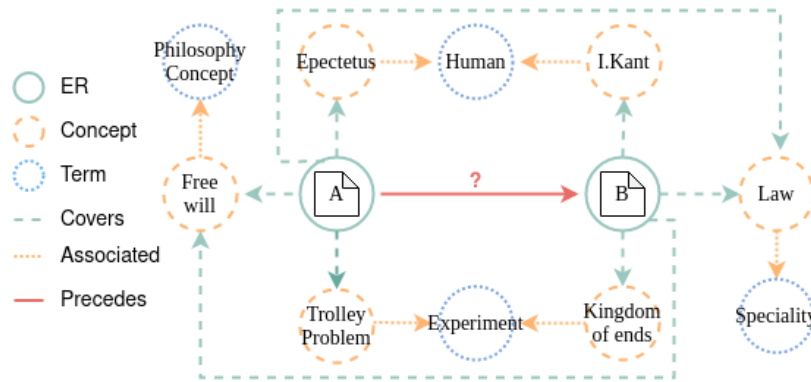 ER
Concept
Term
Covers
Associated
Precedes
Philosophy
Concept
Epectetus
Human
I.Kant
Free
will
A
?
B
Law
Trolley
Problem
Experiment
Kingdom
of ends
Speciality